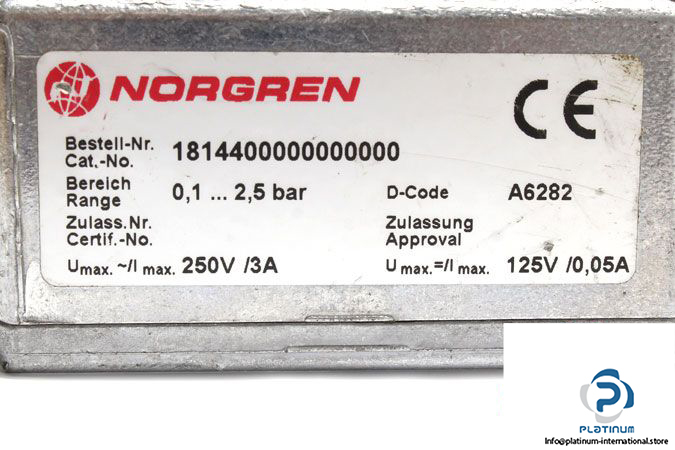 NORGREN
CE
Bestell-Nr.
Cat.-No. 1814400000000000
Bereich
Range 0,1 ... 2,5 bar D-Code A6282
Zulass.Nr. Zulassung
Certif.-No. Approval
Umax. ~/I max. 250V /3A Umax.=/Imax. 125V /0,05A
PLATINUM
Info@platinum-international.store